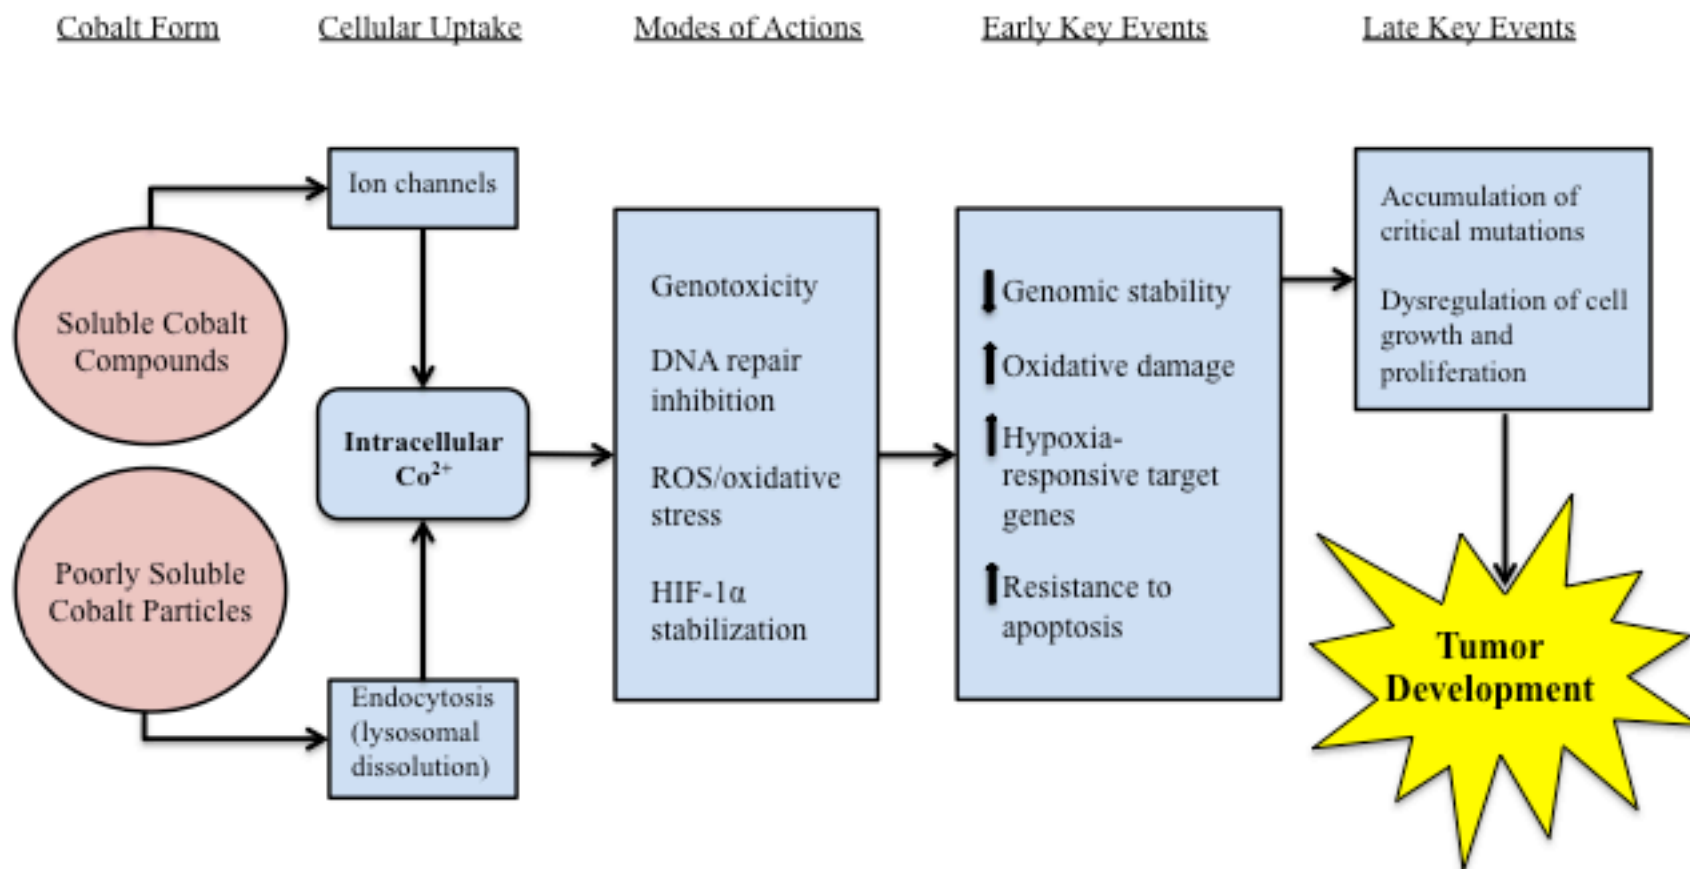 Cobalt Form
Cellular Uptake
Modes of Actions
Early Key Events
Late Key Events
Soluble Cobalt
Compounds
Poorly Soluble
Cobalt Particles
Ion channels
Intracellular
Co²⁺
Endocytosis
(lysosomal
dissolution)
Genotoxicity
DNA repair
inhibition
ROS/oxidative
stress
HIF-1α
stabilization
Genomic stability
Oxidative damage
Hypoxia-
responsive target
genes
Resistance to
apoptosis
Accumulation of
critical mutations
Dysregulation of cell
growth and
proliferation
Tumor
Development